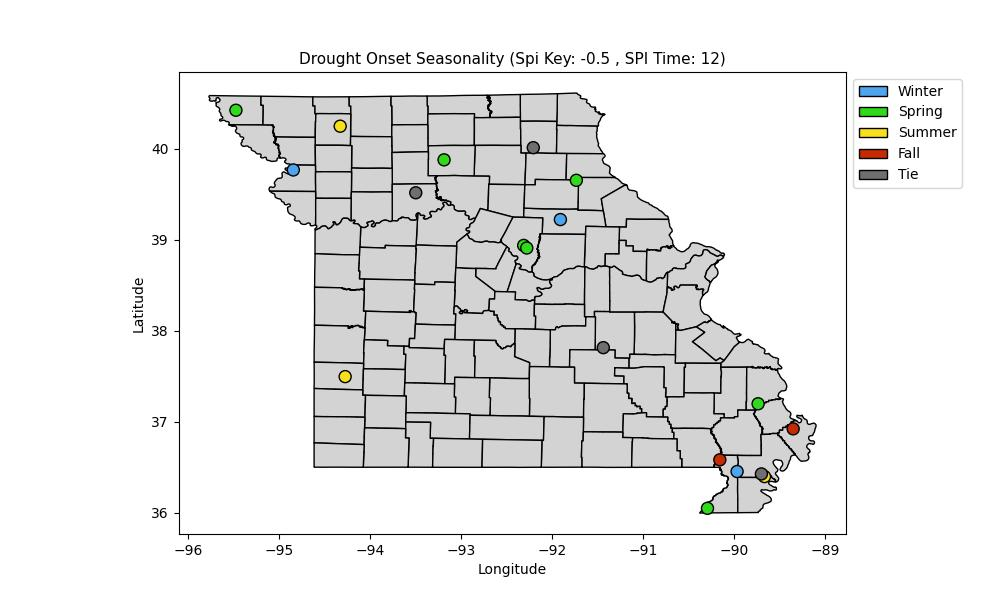 Drought Onset Seasonality (Spi Key: -0.5 , SPI Time: 12)
Winter
Spring
Summer
Fall
Tie
Latitude
40
39
38
37
36
−96 −95 −94 −93 −92 −91 −90 −89
Longitude